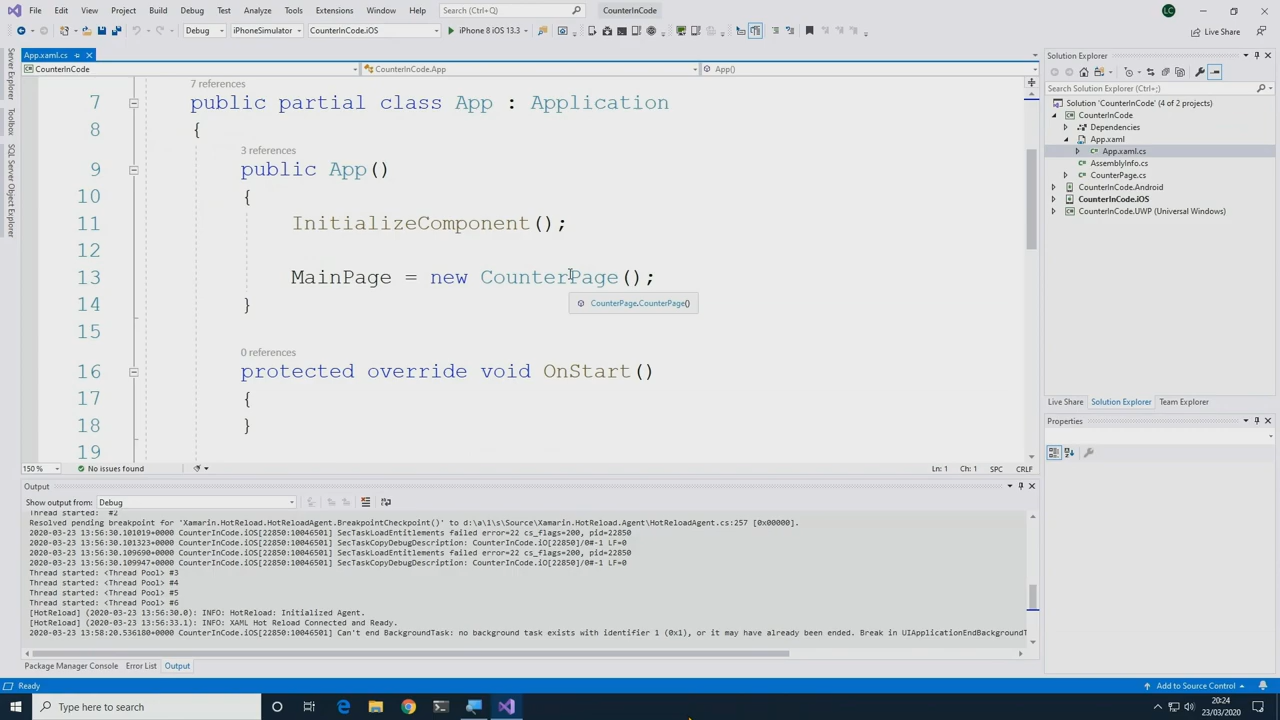 File Edit View Project Build Debug Test Analyze Tools Extensions Window Help Search (Ctrl+Q) CounterInCode LC
Debug iPhoneSimulator CounterInCode.iOS iPhone 8 iOS 13.3 Live Share
App.xaml.cs
CounterInCode CounterInCode.App App()
7 references
7 public partial class App : Application
8 {
3 references
9 public App()
10 {
11 InitializeComponent();
12
13 MainPage = new CounterPage();
CounterPage.CounterPage()
14 }
15
0 references
16 protected override void OnStart()
17 {
18 }
19
150 % No issues found Ln: 1 Ch: 1 SPC CRLF
Server Explorer
Toolbox
SQL Server Object Explorer
Solution Explorer
Search Solution Explorer (Ctrl+;)
Solution 'CounterInCode' (4 of 2 projects)
CounterInCode
Dependencies
App.xaml
App.xaml.cs
AssemblyInfo.cs
CounterPage.cs
CounterInCode.Android
CounterInCode.iOS
CounterInCode.UWP (Universal Windows)
Live Share Solution Explorer Team Explorer
Properties
Output
Show output from: Debug
Thread started: #2
Resolved pending breakpoint for 'Xamarin.HotReload.HotReloadAgent.BreakpointCheckpoint()' to d:\a\1\s\Source\Xamarin.HotReload.Agent\HotReloadAgent.cs:257 [0x00000].
2020-03-23 13:56:30.101019+0000 CounterInCode.iOS[22850:10046501] SecTaskLoadEntitlements failed error=22 cs_flags=200, pid=22850
2020-03-23 13:56:30.101323+0000 CounterInCode.iOS[22850:10046501] SecTaskCopyDebugDescription: CounterInCode.iO[22850]/0#-1 LF=0
2020-03-23 13:56:30.109690+0000 CounterInCode.iOS[22850:10046501] SecTaskLoadEntitlements failed error=22 cs_flags=200, pid=22850
2020-03-23 13:56:30.109947+0000 CounterInCode.iOS[22850:10046501] SecTaskCopyDebugDescription: CounterInCode.iO[22850]/0#-1 LF=0
Thread started: <Thread Pool> #3
Thread started: <Thread Pool> #4
Thread started: <Thread Pool> #5
Thread started: <Thread Pool> #6
[HotReload] (2020-03-23 13:56:30.0): INFO: HotReload: Initialized Agent.
[HotReload] (2020-03-23 13:56:33.1): INFO: XAML Hot Reload Connected and Ready.
2020-03-23 13:58:20.536180+0000 CounterInCode.iOS[22850:10046501] Can't end BackgroundTask: no background task exists with identifier 1 (0x1), or it may have already been ended. Break in UIApplicationEndBackgroundT
Package Manager Console Error List Output
Ready Add to Source Control
Type here to search
20:24
23/03/2020